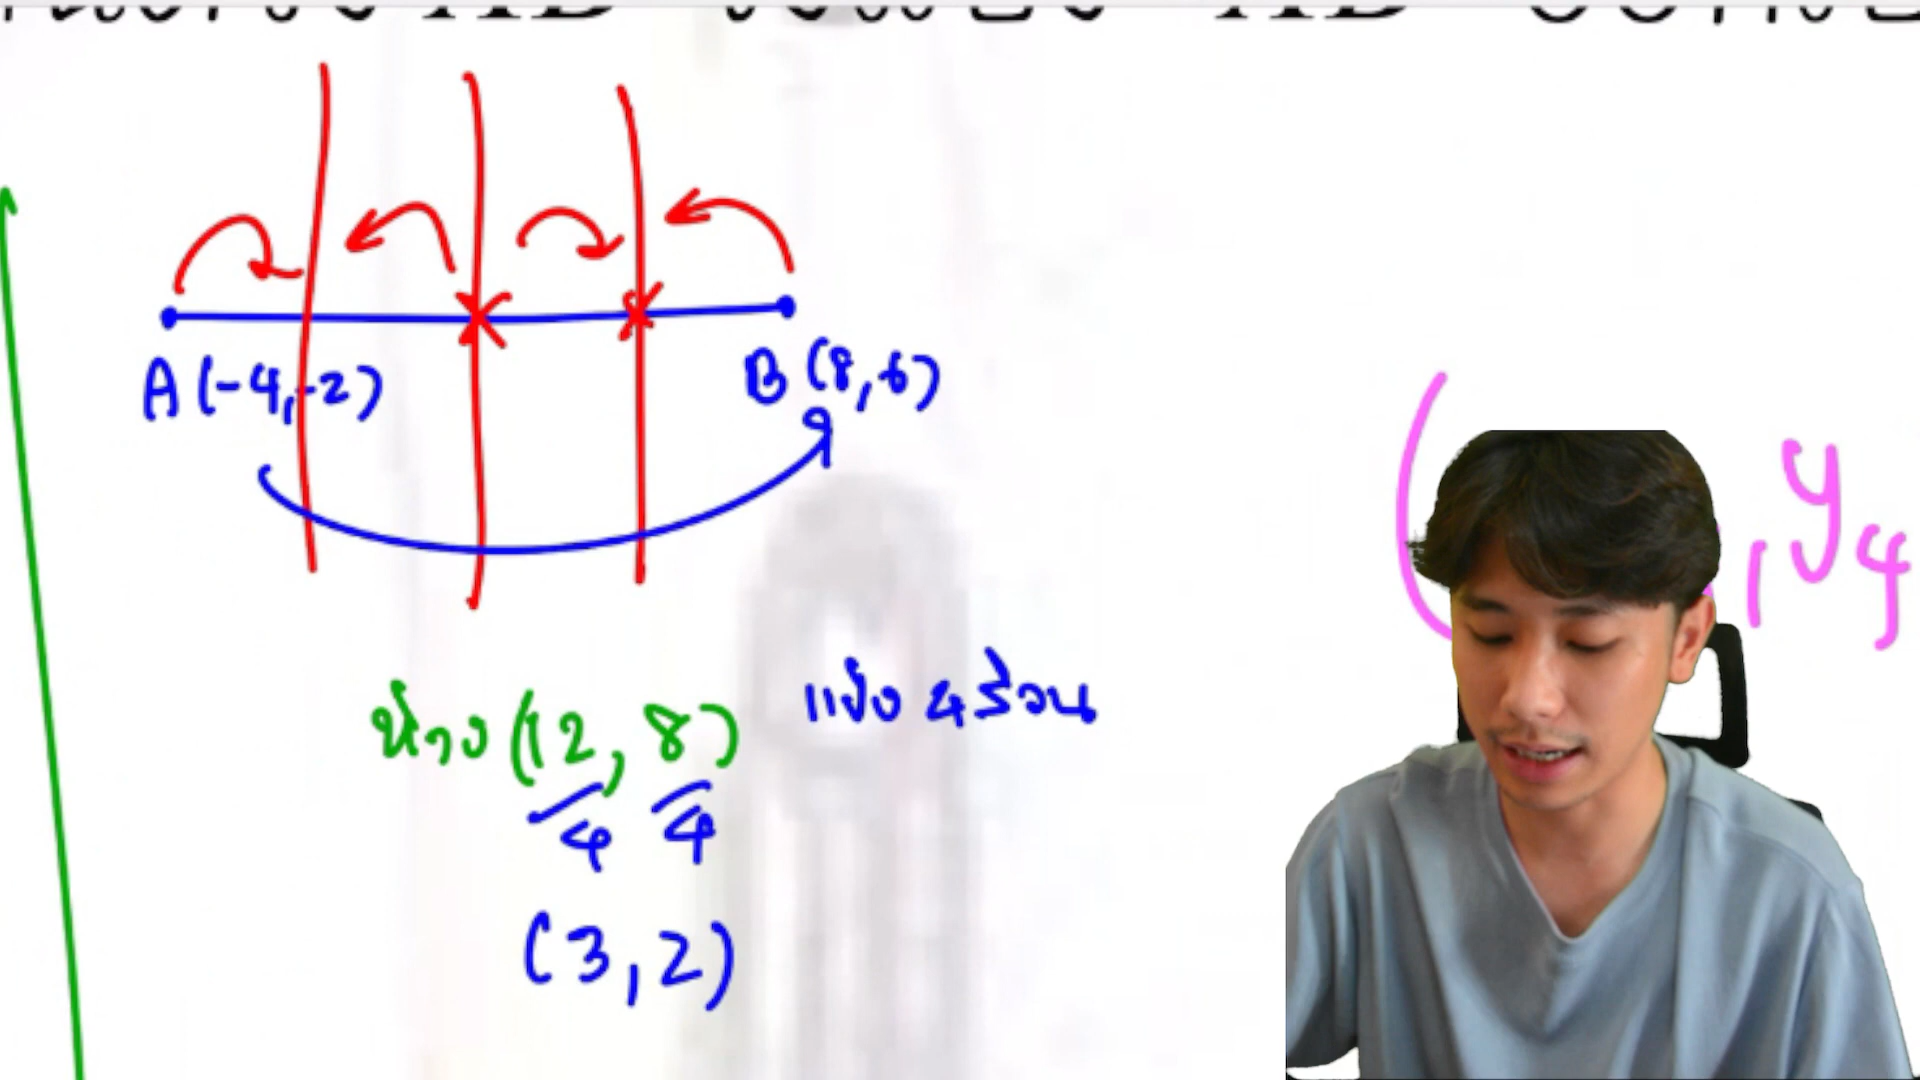 A(-4,-2)
B (8,6)
,y4
ห่าง (12, 8)
แบ่ง 4 ส่วน
4 4
(3,2)